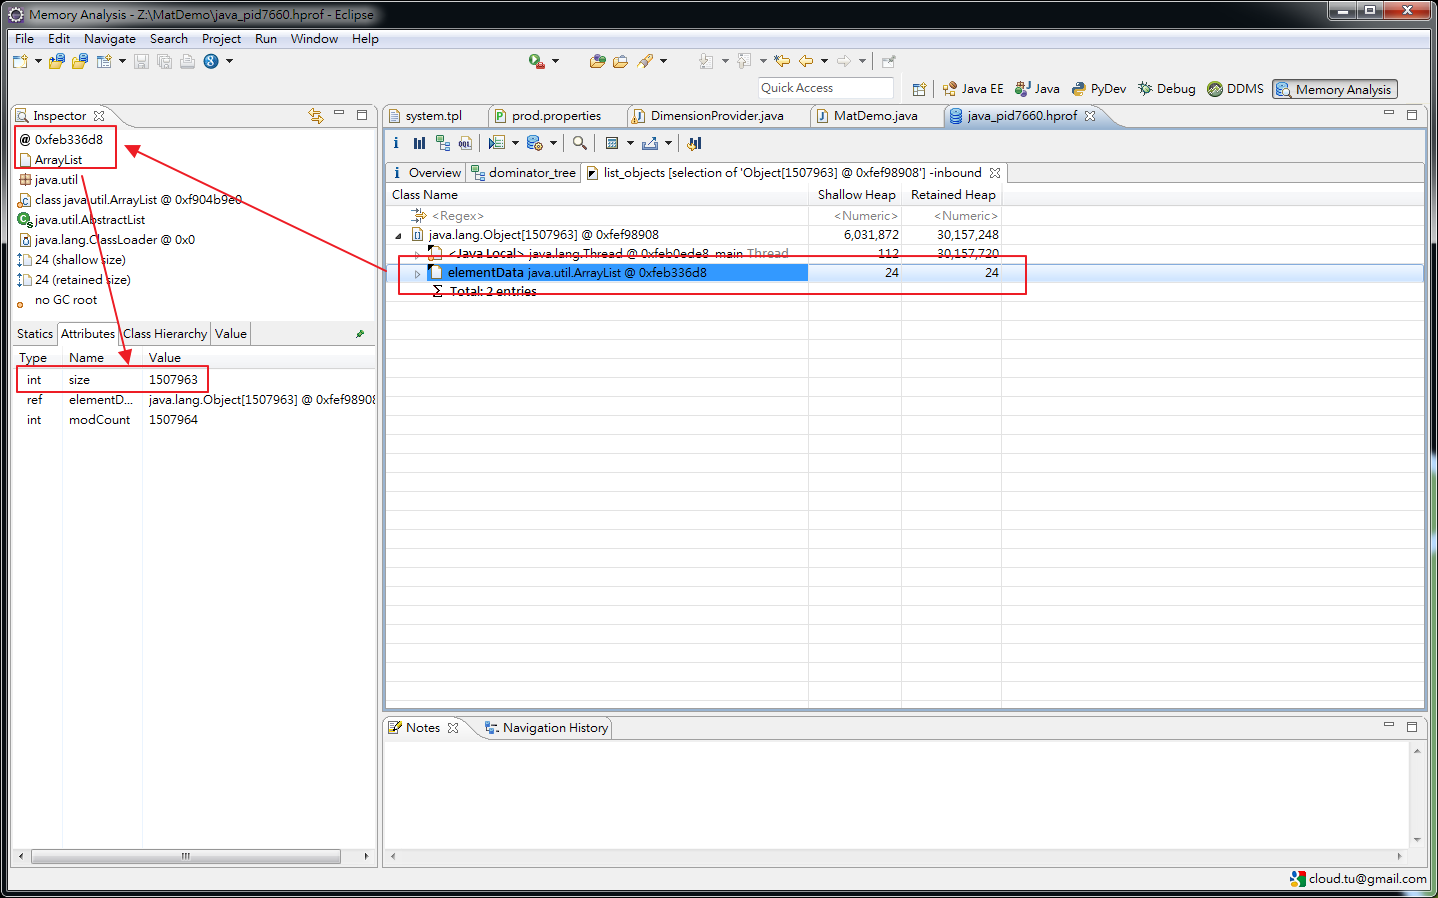 Memory Analysis - Z:\MatDemo\java_pid7660.hprof - Eclipse
File Edit Navigate Search Project Run Window Help
Quick Access
Java EE Java PyDev Debug DDMS Memory Analysis
Inspector
@ 0xfeb336d8
ArrayList
java.util
class java.util.ArrayList @ 0xf904b9e0
java.util.AbstractList
java.lang.ClassLoader @ 0x0
24 (shallow size)
24 (retained size)
no GC root
Statics Attributes Class Hierarchy Value
Type Name Value
int size 1507963
ref elementD... java.lang.Object[1507963] @ 0xfef98908
int modCount 1507964
system.tpl prod.properties DimensionProvider.java MatDemo.java java_pid7660.hprof
i OQL
i Overview dominator_tree list_objects [selection of 'Object[1507963] @ 0xfef98908'] -inbound
Class Name Shallow Heap Retained Heap
<Regex> <Numeric> <Numeric>
java.lang.Object[1507963] @ 0xfef98908 6,031,872 30,157,248
<Java Local> java.lang.Thread @ 0xfeb0ede8 main Thread 112 30,157,720
elementData java.util.ArrayList @ 0xfeb336d8 24 24
Σ Total: 2 entries
Notes Navigation History
cloud.tu@gmail.com